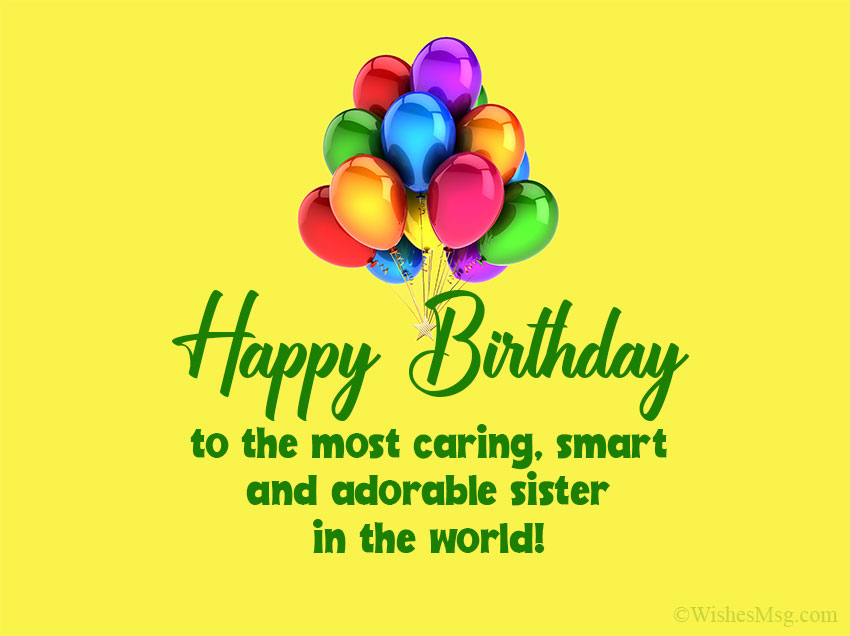 Happy Birthday
to the most caring, smart
and adorable sister
in the world!
©WishesMsg.com